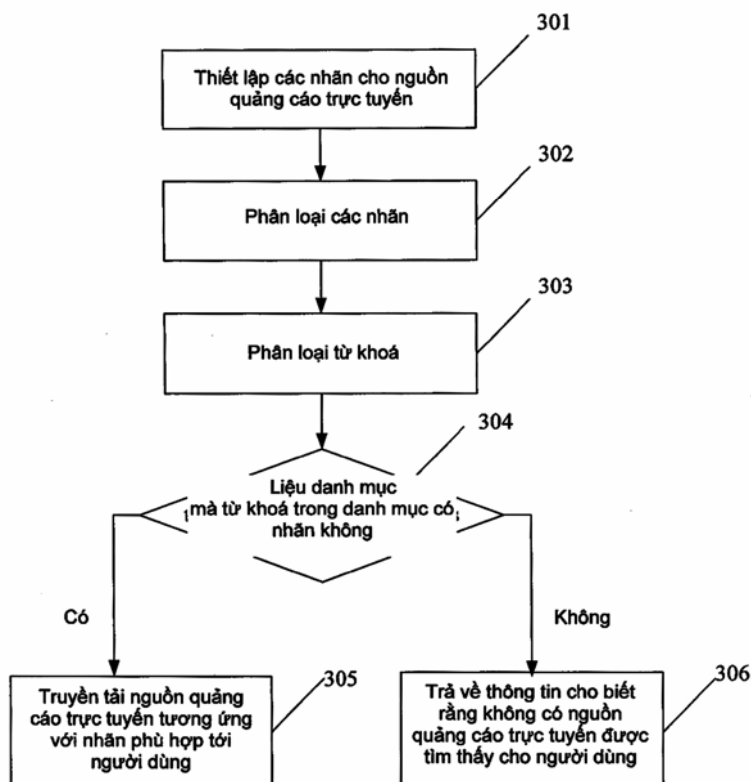 301
Thiết lập các nhãn cho nguồn
quảng cáo trực tuyến
302
Phân loại các nhãn
303
Phân loại từ khoá
304
Liệu danh mục
mà từ khoá trong danh mục có
nhãn không
Có
Không
305
Truyền tải nguồn quảng
cáo trực tuyến tương ứng
với nhãn phù hợp tới
người dùng
306
Trả về thông tin cho biết
rằng không có nguồn
quảng cáo trực tuyến được
tìm thấy cho người dùng